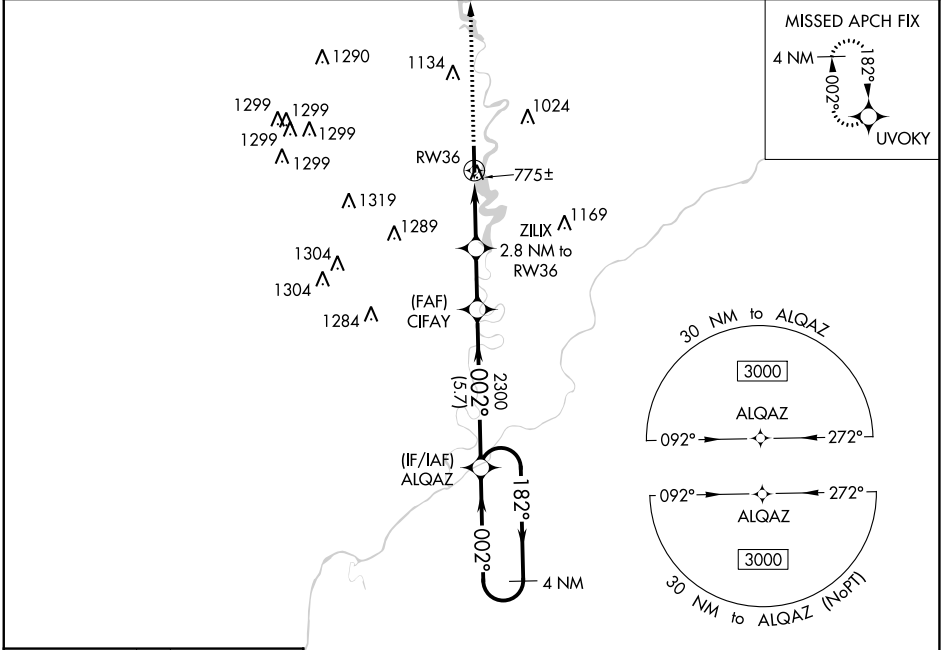 MISSED APCH FIX
4 NM
182°
002°
UVOKY
1290
1134
1299
1299
1299
1299
1299
1024
RW36
775±
1319
1289
1169
ZILIX
2.8 NM to
RW36
1304
1304
(FAF)
CIFAY
1284
2300
002°
(5.7)
(IF/IAF)
ALQAZ
182°
002°
4 NM
30 NM to ALQAZ
3000
ALQAZ
092°
272°
092°
272°
ALQAZ
3000
30 NM to ALQAZ (NoPT)